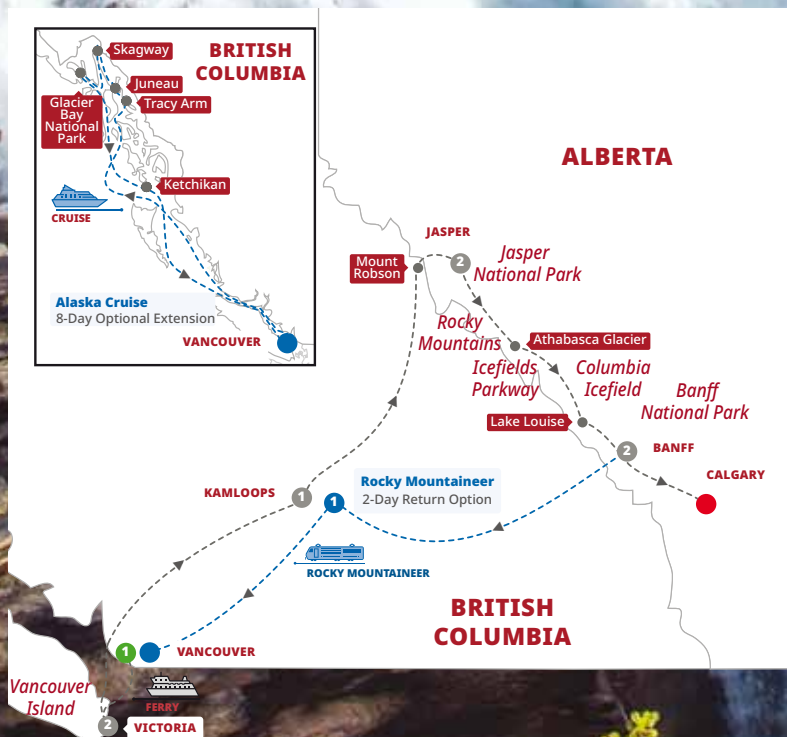 BRITISH
COLUMBIA
Skagway
Juneau
Tracy Arm
Glacier
Bay
National
Park
Ketchikan
CRUISE
Alaska Cruise
8-Day Optional Extension
VANCOUVER
ALBERTA
JASPER
2
Jasper
National Park
Mount
Robson
Rocky
Mountains
Athabasca Glacier
Icefields
Parkway
Columbia
Icefield
Banff
National Park
Lake Louise
2
BANFF
CALGARY
KAMLOOPS
1
Rocky Mountaineer
2-Day Return Option
1
ROCKY MOUNTAINEER
BRITISH
COLUMBIA
1
VANCOUVER
Vancouver
Island
FERRY
2
VICTORIA